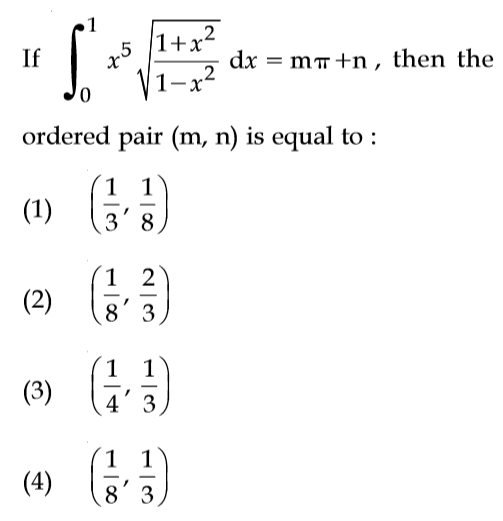 If ∫₀¹ x⁵ √((1+x²)/(1−x²)) dx = mπ+n , then the
ordered pair (m, n) is equal to :
(1) (1/3, 1/8)
(2) (1/8, 2/3)
(3) (1/4, 1/3)
(4) (1/8, 1/3)